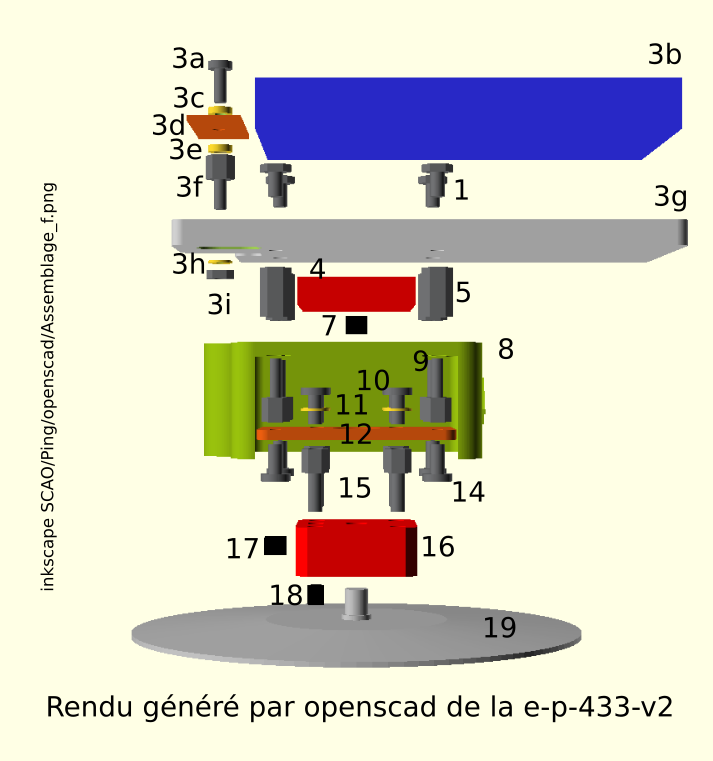 3a
3b
3c
3d
3e
3f
1
3g
3h
4
3i
5
7
8
9
10
11
12
15
14
17
16
18
19
inkscape SCAO/Ping/openscad/Assemblage_f.png
Rendu généré par openscad de la e-p-433-v2